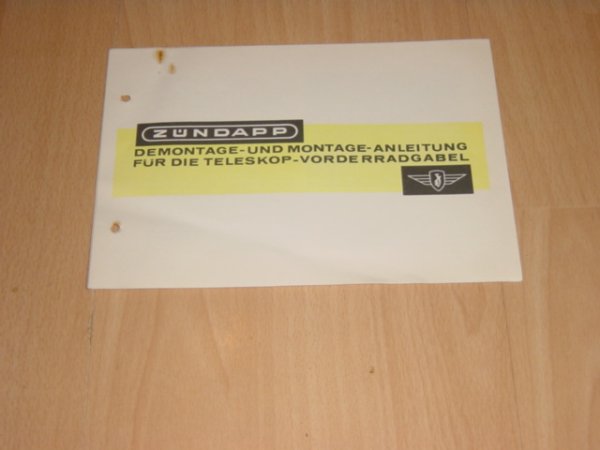 ZÜNDAPP
DEMONTAGE-UND MONTAGE-ANLEITUNG
FÜR DIE TELESKOP-VORDERRADGABEL